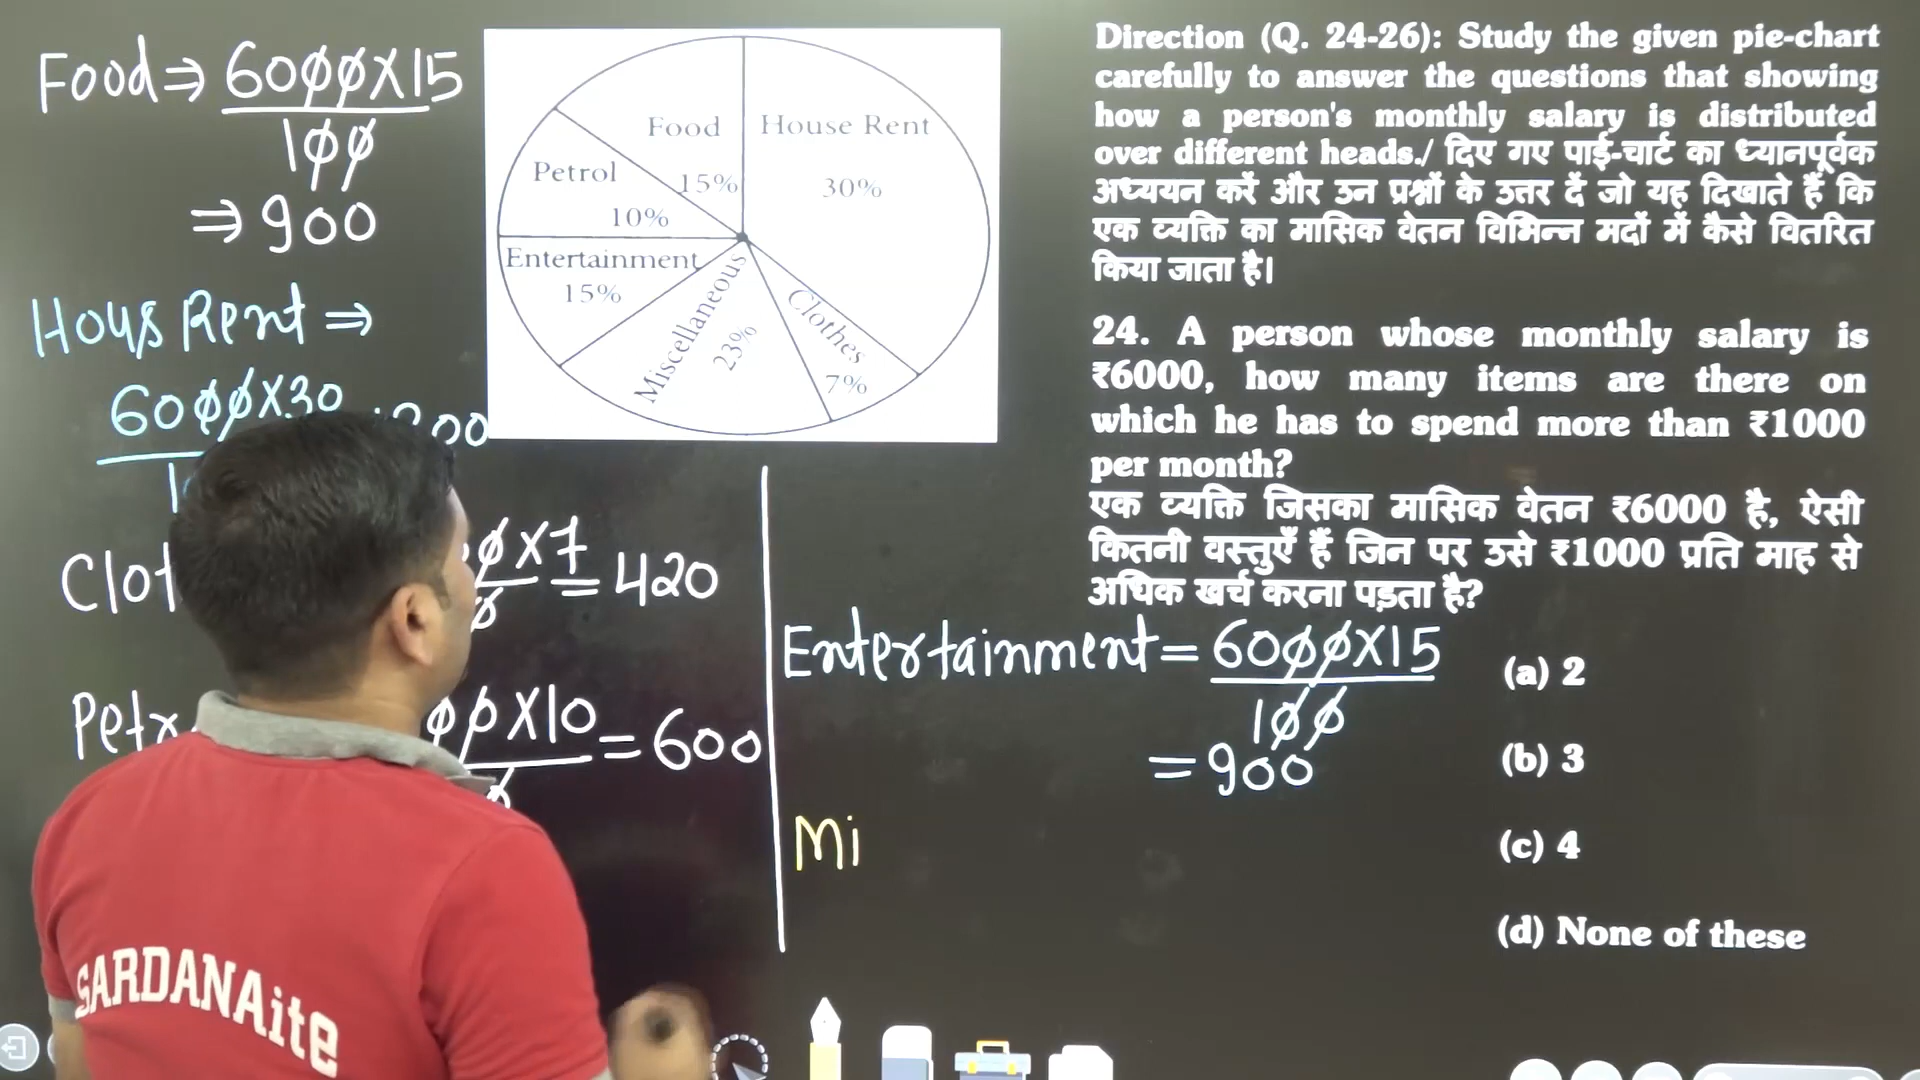 Food ⇒ 6000×15
100
⇒ 900
Hous Rent ⇒
6000×30
Clot
×7 = 420
Petr
×10 = 600
Food
15%
House Rent
30%
Petrol
10%
Entertainment
15%
Miscellaneous
23%
Clothes
7%
Direction (Q. 24-26): Study the given pie-chart
carefully to answer the questions that showing
how a person's monthly salary is distributed
over different heads./ दिए गए पाई-चार्ट का ध्यानपूर्वक
अध्ययन करें और उन प्रश्नों के उत्तर दें जो यह दिखाते हैं कि
एक व्यक्ति का मासिक वेतन विभिन्न मदों में कैसे वितरित
किया जाता है।
24. A person whose monthly salary is
₹6000, how many items are there on
which he has to spend more than ₹1000
per month?
एक व्यक्ति जिसका मासिक वेतन ₹6000 है, ऐसी
कितनी वस्तुएँ हैं जिन पर उसे ₹1000 प्रति माह से
अधिक खर्च करना पड़ता है?
Entertainment = 6000×15
100
= 900
Mi
(a) 2
(b) 3
(c) 4
(d) None of these
SARDANAite